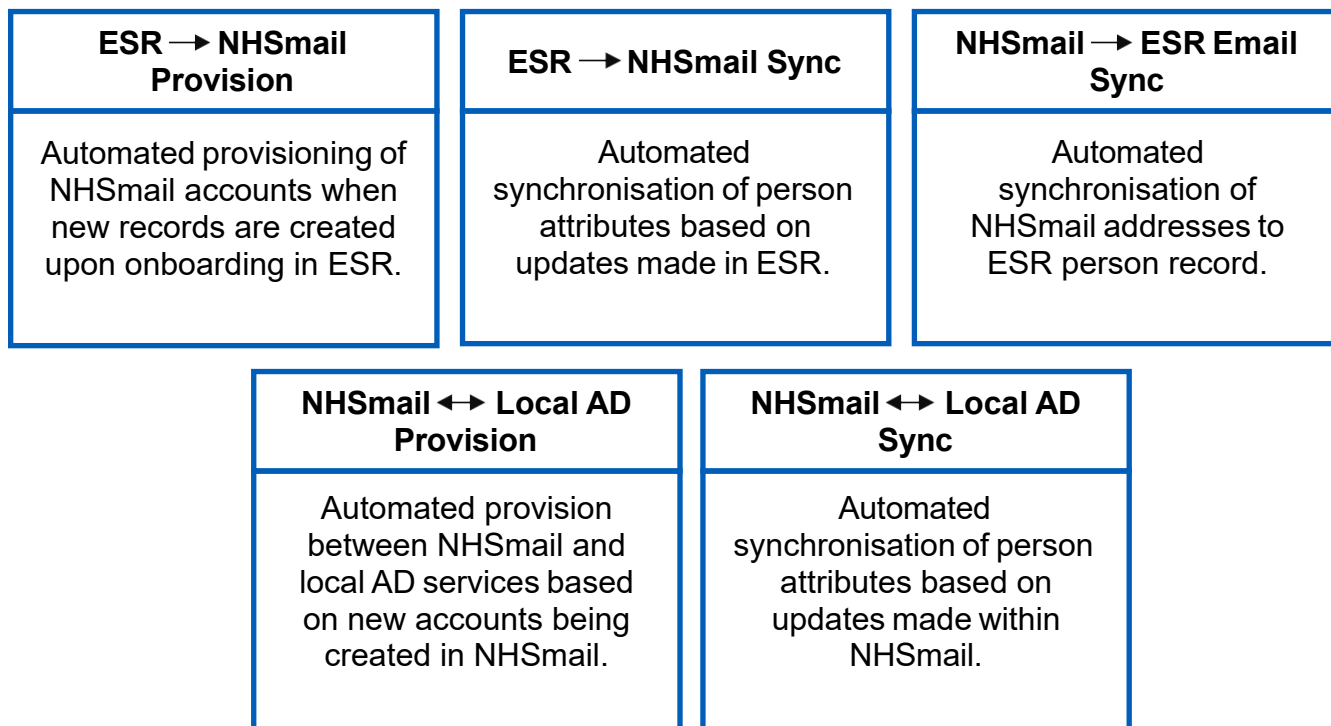 ESR → NHSmail
Provision
Automated provisioning of
NHSmail accounts when
new records are created
upon onboarding in ESR.
ESR → NHSmail Sync
Automated
synchronisation of person
attributes based on
updates made in ESR.
NHSmail → ESR Email
Sync
Automated
synchronisation of
NHSmail addresses to
ESR person record.
NHSmail ↔ Local AD
Provision
Automated provision
between NHSmail and
local AD services based
on new accounts being
created in NHSmail.
NHSmail ↔ Local AD
Sync
Automated
synchronisation of person
attributes based on
updates made within
NHSmail.